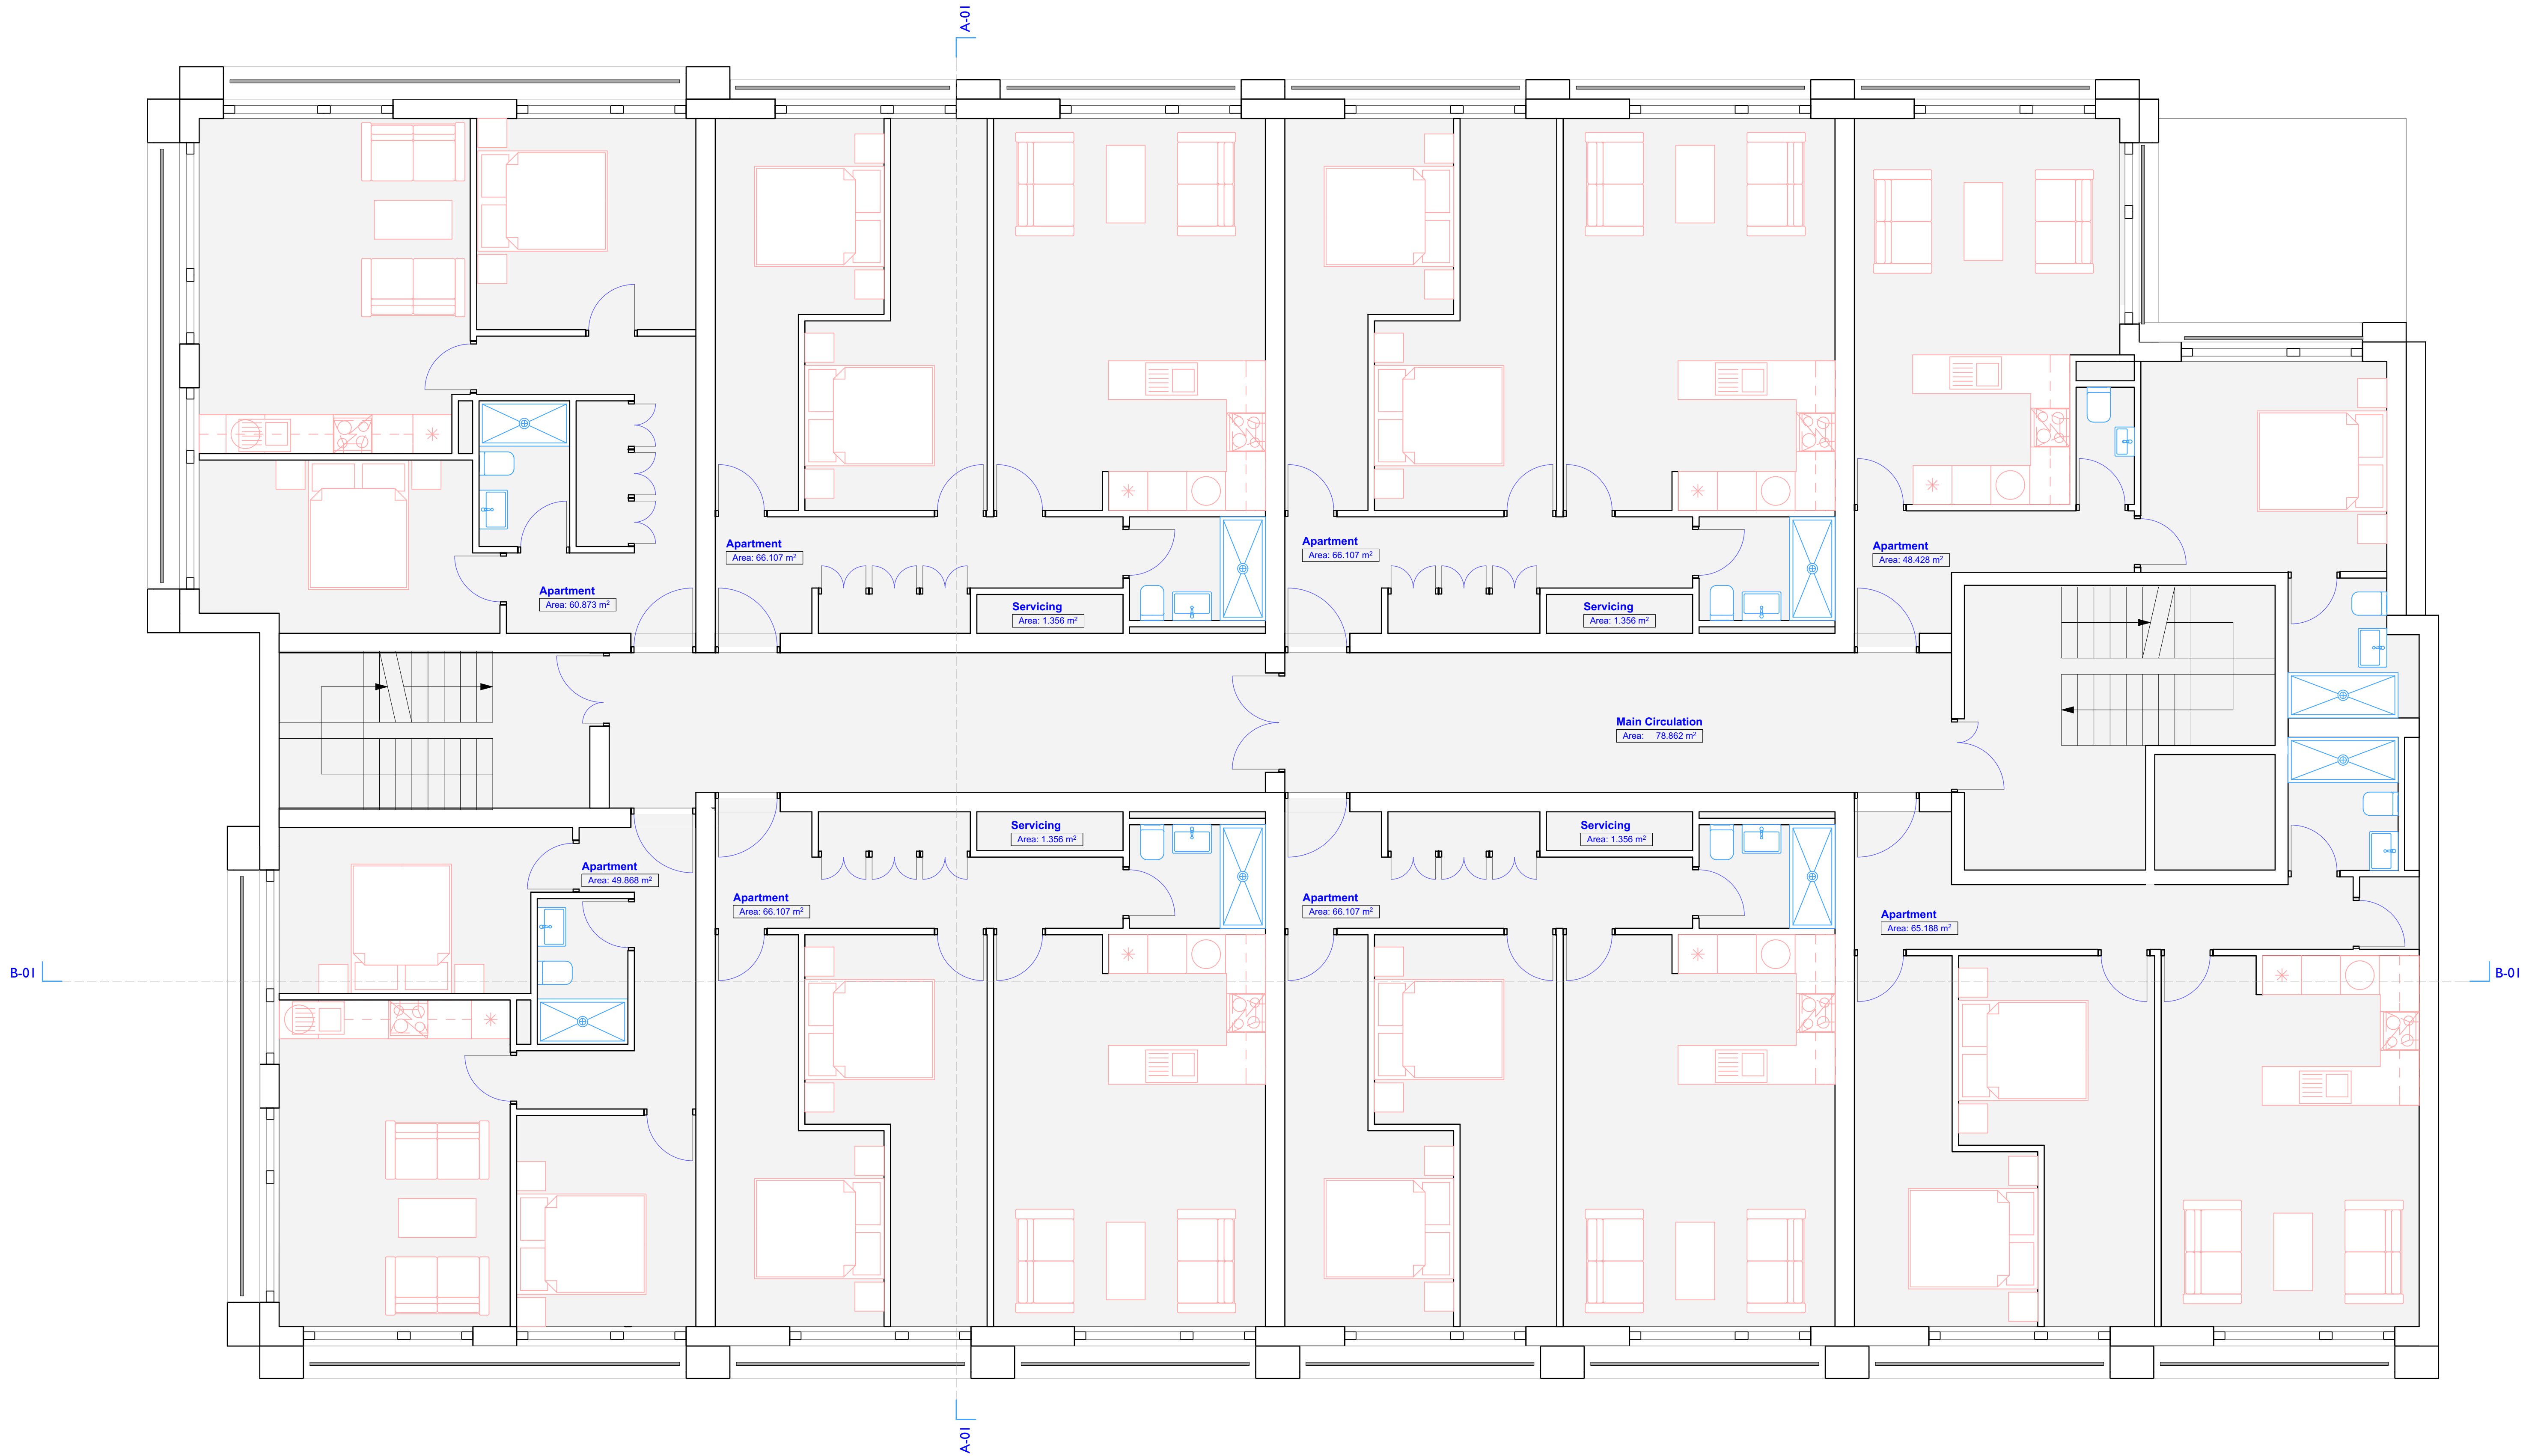 A-01
Apartment
Area: 66.107 m²
Apartment
Area: 66.107 m²
Apartment
Area: 48.428 m²
Apartment
Area: 60.873 m²
Servicing
Area: 1.356 m²
Servicing
Area: 1.356 m²
Main Circulation
Area: 78.862 m²
Servicing
Area: 1.356 m²
Servicing
Area: 1.356 m²
Apartment
Area: 49.868 m²
Apartment
Area: 66.107 m²
Apartment
Area: 66.107 m²
Apartment
Area: 65.188 m²
B-01
B-01
A-01